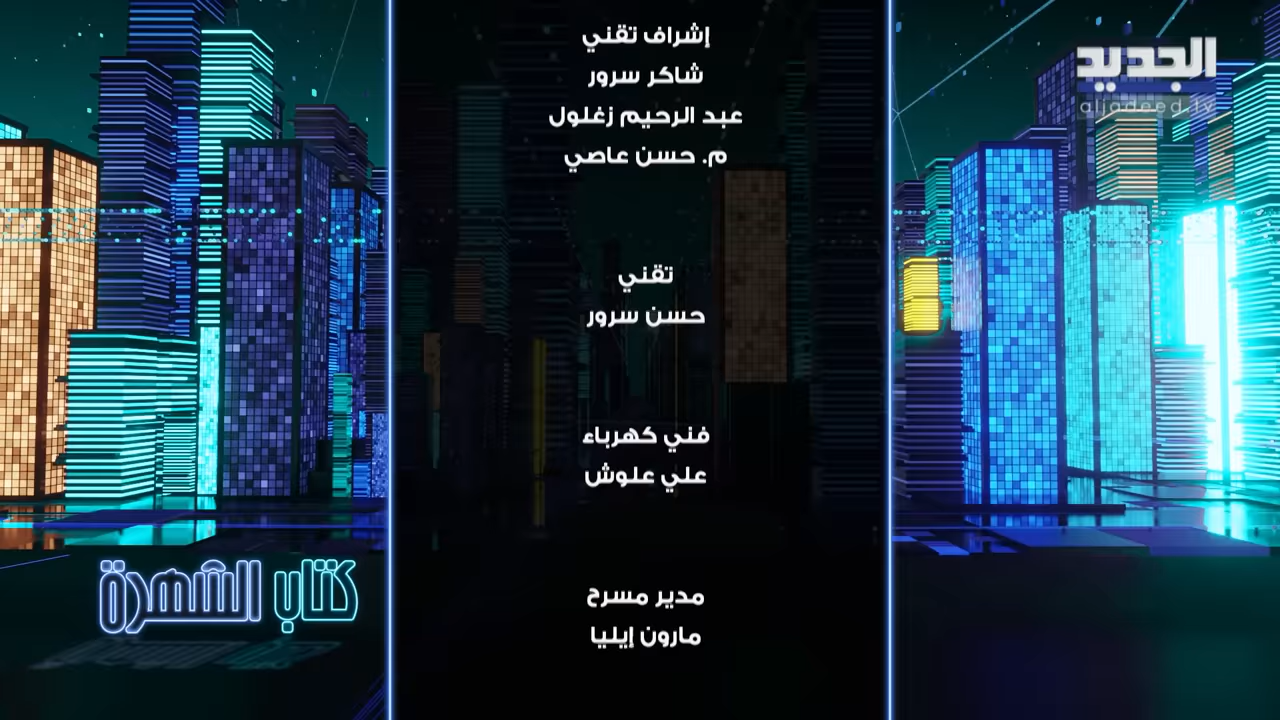 إشراف تقني
شاكر سرور
عبد الرحيم زغلول
م. حسن عاصي
تقني
حسن سرور
فني كهرباء
علي علوش
مدير مسرح
مارون إيليا
الجديد
aljadeed.tv
كتاب الشهرة